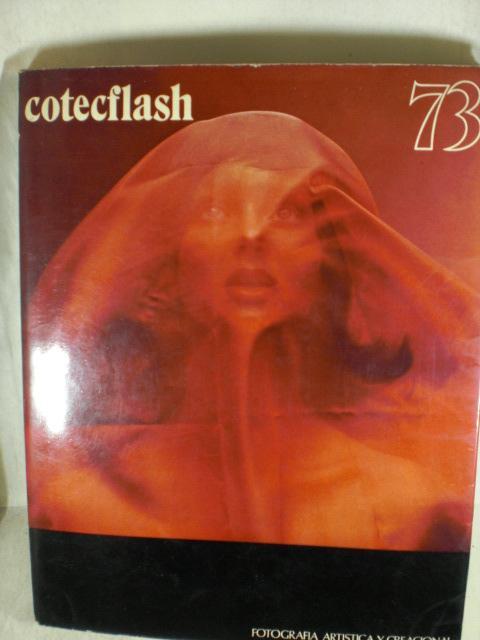 cotecflash
73
FOTOGRAFIA ARTISTICA Y CREACIONAL